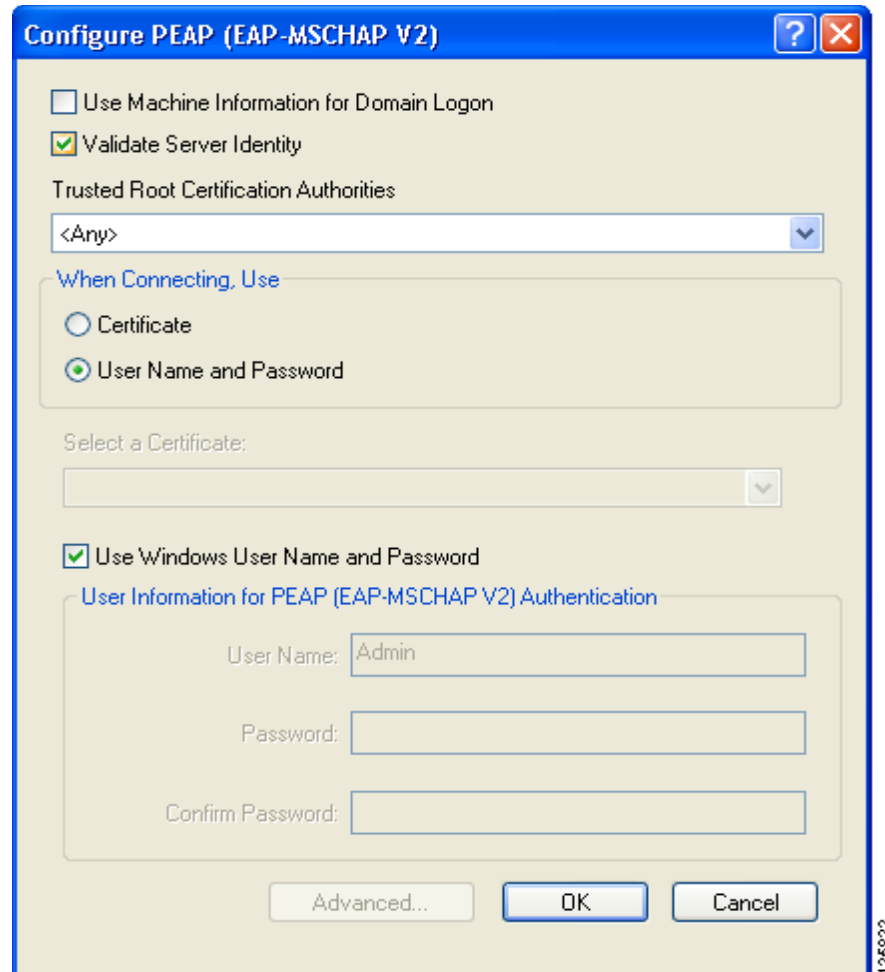 Configure PEAP (EAP-MSCHAP V2)
Use Machine Information for Domain Logon
Validate Server Identity
Trusted Root Certification Authorities
<Any>
When Connecting, Use
Certificate
User Name and Password
Select a Certificate:
Use Windows User Name and Password
User Information for PEAP (EAP-MSCHAP V2) Authentication
User Name: Admin
Password:
Confirm Password:
Advanced... OK Cancel